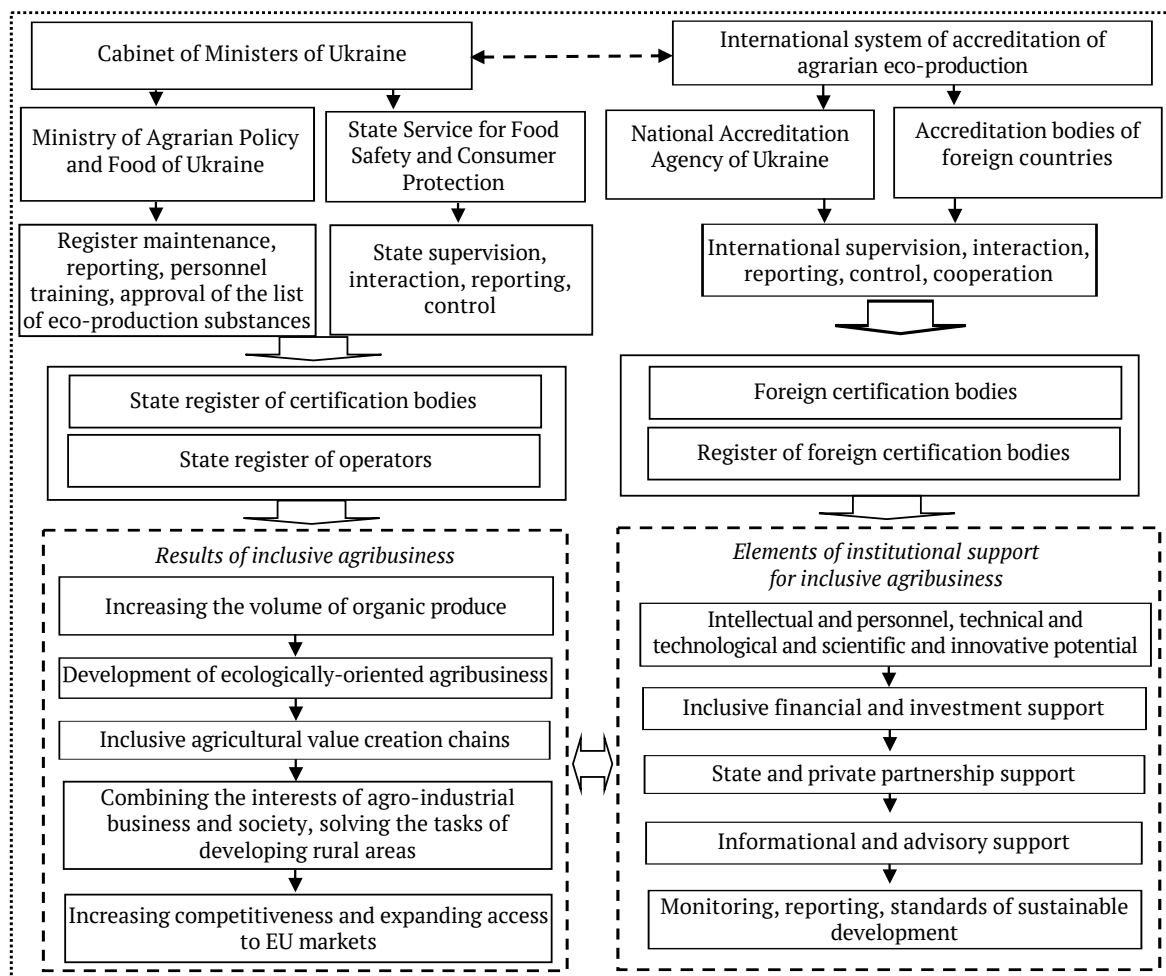 Cabinet of Ministers of Ukraine
International system of accreditation of
agrarian eco-production
Ministry of Agrarian Policy
and Food of Ukraine
State Service for Food
Safety and Consumer
Protection
National Accreditation
Agency of Ukraine
Accreditation bodies of
foreign countries
Register maintenance,
reporting, personnel
training, approval of the list
of eco-production substances
State supervision,
interaction, reporting,
control
International supervision, interaction,
reporting, control, cooperation
State register of certification bodies
State register of operators
Foreign certification bodies
Register of foreign certification bodies
Results of inclusive agribusiness
Increasing the volume of organic produce
Development of ecologically-oriented agribusiness
Inclusive agricultural value creation chains
Combining the interests of agro-industrial
business and society, solving the tasks of
developing rural areas
Increasing competitiveness and expanding access
to EU markets
Elements of institutional support
for inclusive agribusiness
Intellectual and personnel, technical and
technological and scientific and innovative potential
Inclusive financial and investment support
State and private partnership support
Informational and advisory support
Monitoring, reporting, standards of sustainable
development